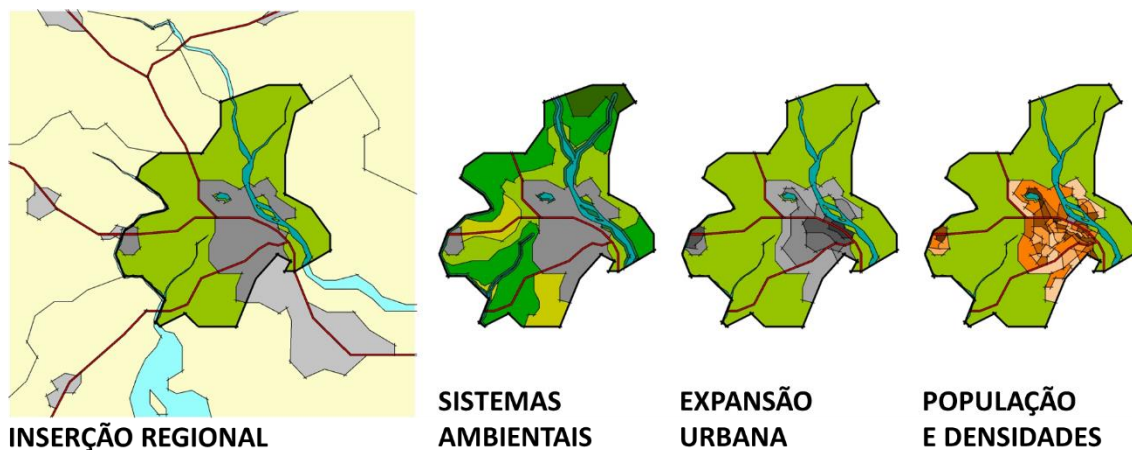 INSERÇÃO REGIONAL
SISTEMAS
AMBIENTAIS
EXPANSÃO
URBANA
POPULAÇÃO
E DENSIDADES